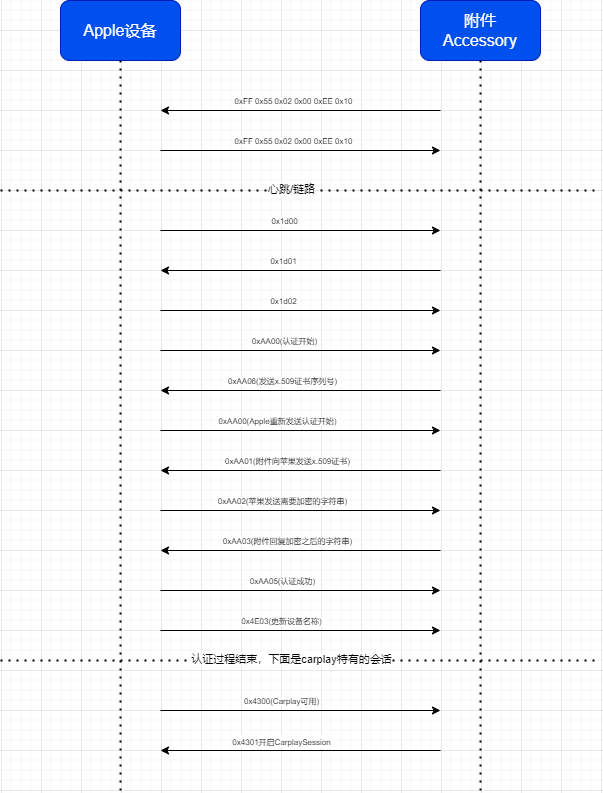 Apple设备
附件
Accessory
0xFF 0x55 0x02 0x00 0xEE 0x10
0xFF 0x55 0x02 0x00 0xEE 0x10
心跳/链路
0x1d00
0x1d01
0x1d02
0xAA00(认证开始)
0xAA06(发送x.509证书序列号)
0xAA00(Apple重新发送认证开始)
0xAA01(附件向苹果发送x.509证书)
0xAA02(苹果发送需要加密的字符串)
0xAA03(附件回复加密之后的字符串)
0xAA05(认证成功)
0x4E03(更新设备名称)
认证过程结束，下面是carplay特有的会话
0x4300(Carplay可用)
0x4301开启CarplaySession